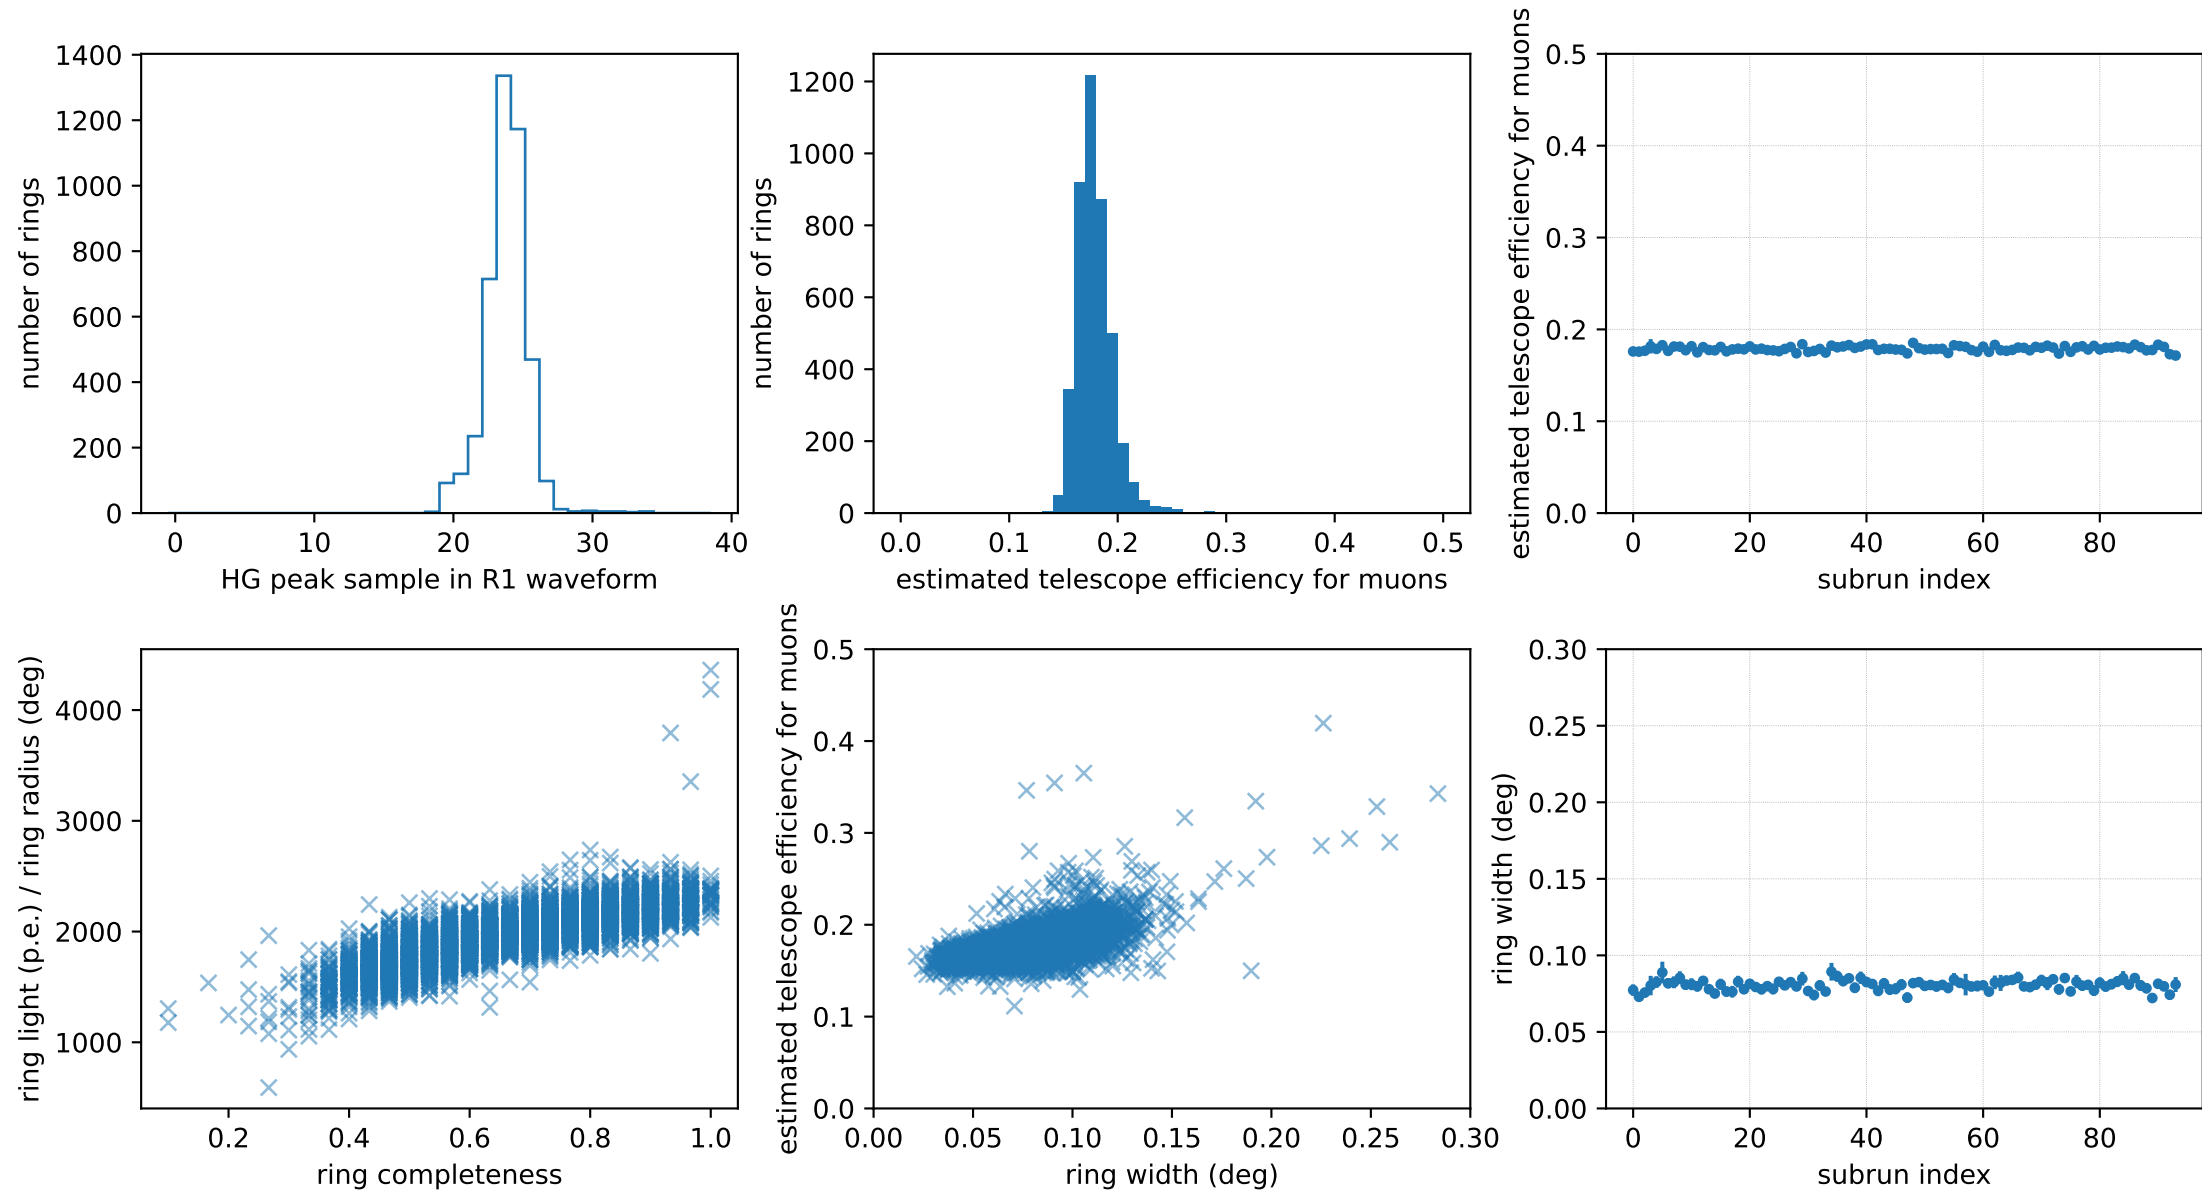 1400
1200
1000
800
600
400
200
0
number of rings
0 10 20 30 40
HG peak sample in R1 waveform
1200
1000
800
600
400
200
0
number of rings
0.0 0.1 0.2 0.3 0.4 0.5
estimated telescope efficiency for muons
0.5
0.4
0.3
0.2
0.1
0.0
estimated telescope efficiency for muons
0 20 40 60 80
subrun index
4000
3000
2000
1000
ring light (p.e.) / ring radius (deg)
0.2 0.4 0.6 0.8 1.0
ring completeness
0.5
0.4
0.3
0.2
0.1
0.0
estimated telescope efficiency for muons
0.00 0.05 0.10 0.15 0.20 0.25 0.30
ring width (deg)
0.30
0.25
0.20
0.15
0.10
0.05
0.00
ring width (deg)
0 20 40 60 80
subrun index